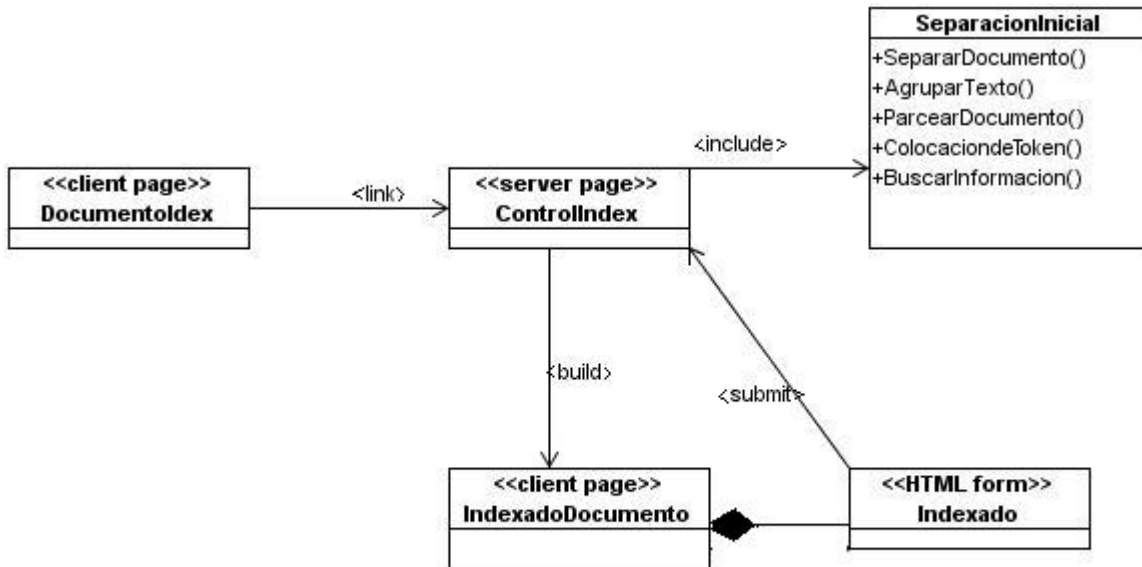 SeparacionInicial
+SepararDocumento()
+AgruparTexto()
+ParcearDocumento()
+ColocaciondeToken()
+BuscarInformacion()
<include>
<<client page>>
DocumentoIdex
<link>
<<server page>>
ControlIndex
<build>
<submit>
<<client page>>
IndexadoDocumento
<<HTML form>>
Indexado